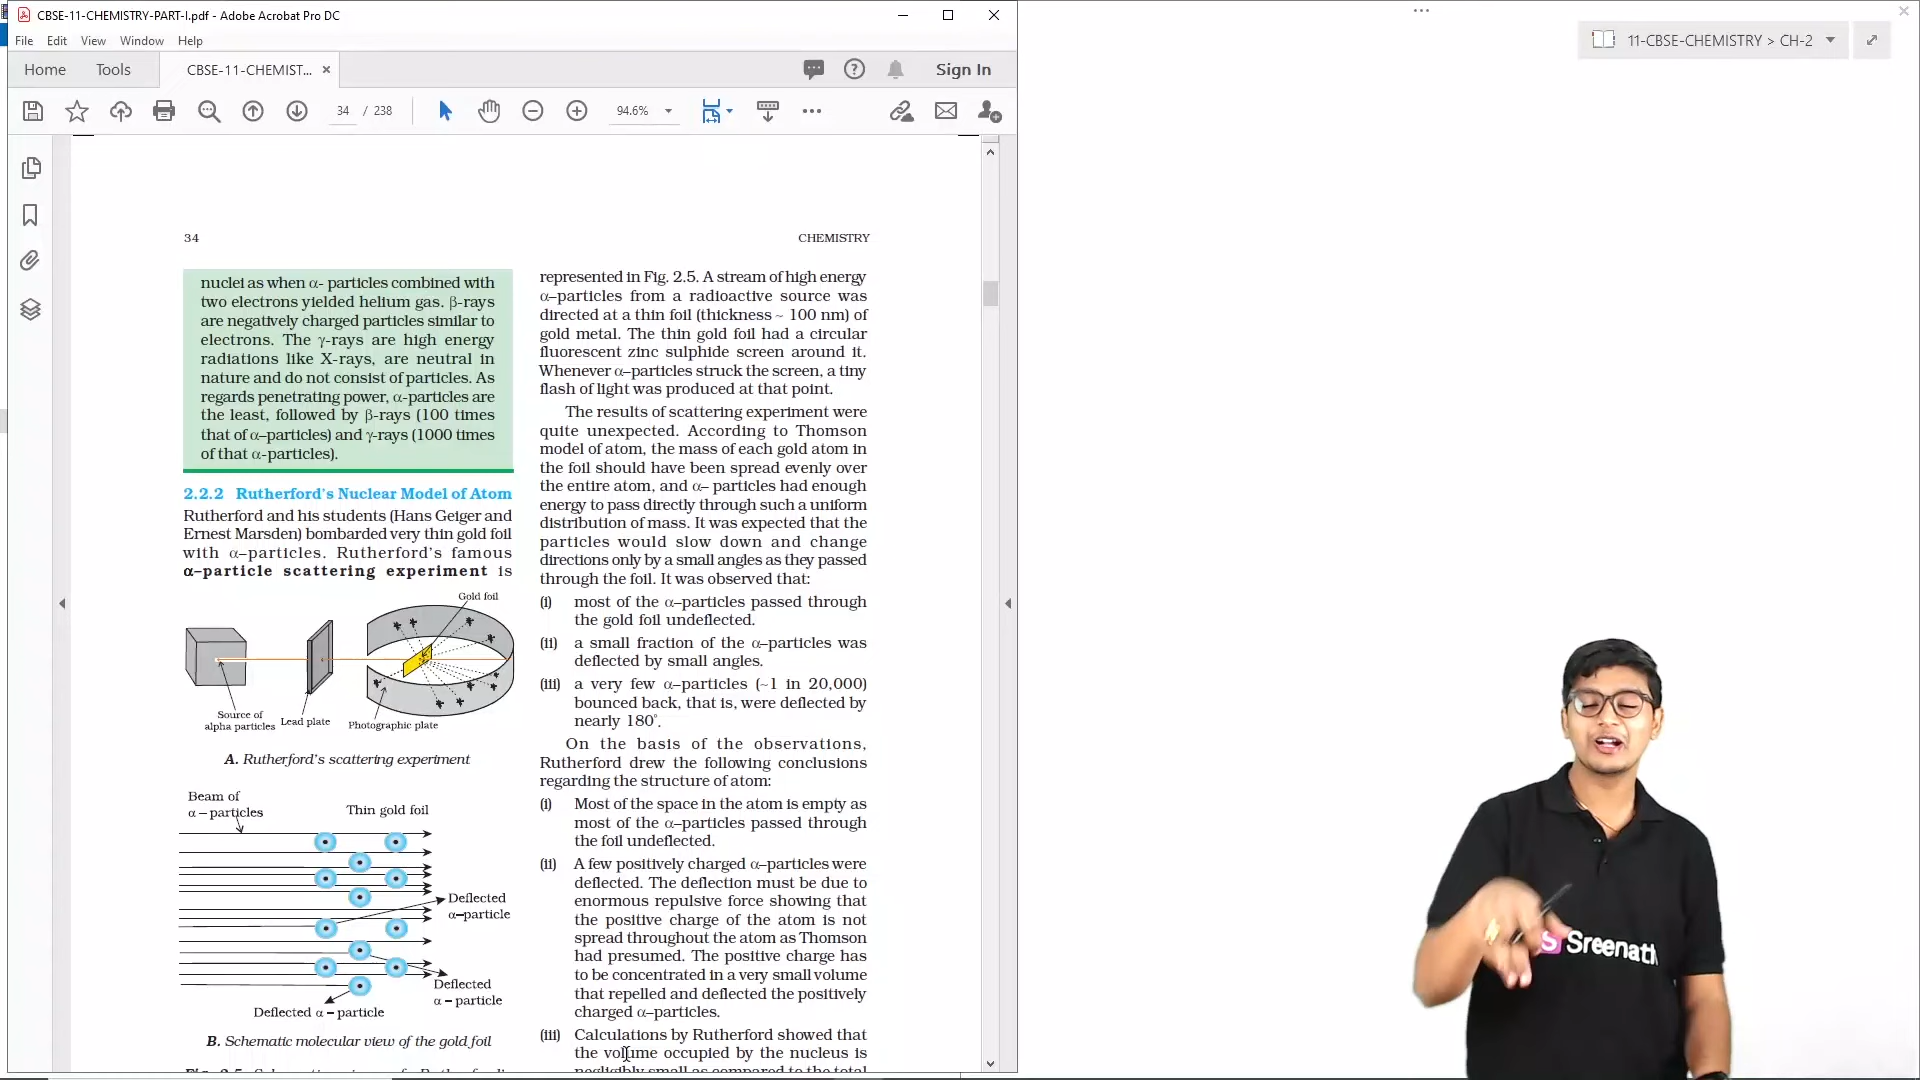 CBSE-11-CHEMISTRY-PART-I.pdf - Adobe Acrobat Pro DC
File Edit View Window Help
Home Tools CBSE-11-CHEMIST... × Sign In
34 / 238 94.6%
11-CBSE-CHEMISTRY > CH-2
34 CHEMISTRY
nuclei as when α- particles combined with
two electrons yielded helium gas. β-rays
are negatively charged particles similar to
electrons. The γ-rays are high energy
radiations like X-rays, are neutral in
nature and do not consist of particles. As
regards penetrating power, α-particles are
the least, followed by β-rays (100 times
that of α–particles) and γ-rays (1000 times
of that α-particles).
2.2.2 Rutherford's Nuclear Model of Atom
Rutherford and his students (Hans Geiger and
Ernest Marsden) bombarded very thin gold foil
with α–particles. Rutherford's famous
α–particle scattering experiment is
Gold foil
Source of
alpha particles
Lead plate
Photographic plate
A. Rutherford's scattering experiment
Beam of
α – particles
Thin gold foil
Deflected
α–particle
Deflected
α – particle
Deflected α – particle
B. Schematic molecular view of the gold foil
represented in Fig. 2.5. A stream of high energy
α–particles from a radioactive source was
directed at a thin foil (thickness ~ 100 nm) of
gold metal. The thin gold foil had a circular
fluorescent zinc sulphide screen around it.
Whenever α–particles struck the screen, a tiny
flash of light was produced at that point.
The results of scattering experiment were
quite unexpected. According to Thomson
model of atom, the mass of each gold atom in
the foil should have been spread evenly over
the entire atom, and α– particles had enough
energy to pass directly through such a uniform
distribution of mass. It was expected that the
particles would slow down and change
directions only by a small angles as they passed
through the foil. It was observed that:
(i) most of the α–particles passed through
the gold foil undeflected.
(ii) a small fraction of the α–particles was
deflected by small angles.
(iii) a very few α–particles (~1 in 20,000)
bounced back, that is, were deflected by
nearly 180°.
On the basis of the observations,
Rutherford drew the following conclusions
regarding the structure of atom:
(i) Most of the space in the atom is empty as
most of the α–particles passed through
the foil undeflected.
(ii) A few positively charged α–particles were
deflected. The deflection must be due to
enormous repulsive force showing that
the positive charge of the atom is not
spread throughout the atom as Thomson
had presumed. The positive charge has
to be concentrated in a very small volume
that repelled and deflected the positively
charged α–particles.
(iii) Calculations by Rutherford showed that
the volume occupied by the nucleus is
negligibly small as compared to the total
S Sreenath